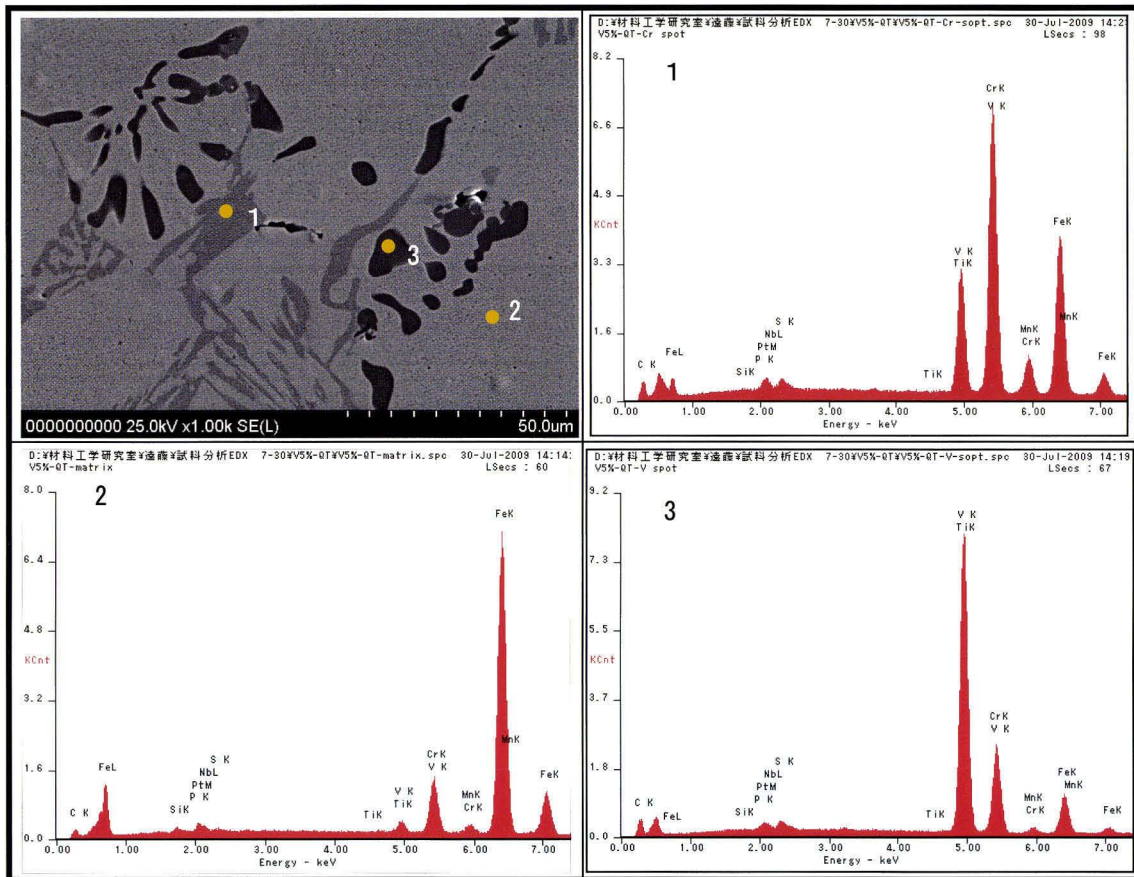 1
3
2
0000000000 25.0kV x1.00k SE(L) 50.0um
D:¥材料工学研究室¥遠藤¥試料分析EDX 7-30¥V5%-QT¥V5%-QT-Cr-sopt.spc 30-Jul-2009 14:2
V5%-QT-Cr spot LSecs : 98
1
8.2
6.6
4.9
KCnt
3.3
1.6
0.0
CrK
V K
FeK
V K
TiK
MnK
S K
NbL
PtM
P K
SiK
C K
FeL
TiK
MnK
CrK
FeK
0.00 1.00 2.00 3.00 4.00 5.00 6.00 7.00
Energy - keV
D:¥材料工学研究室¥遠藤¥試料分析EDX 7-30¥V5%-QT¥V5%-QT-matrix.spc 30-Jul-2009 14:14:
V5%-QT-matrix LSecs : 60
2
8.0
6.4
4.8
KCnt
3.2
1.6
0.0
FeK
MnK
S K
NbL
PtM
P K
SiK
FeL
C K
CrK
V K
V K
TiK
TiK
MnK
CrK
FeK
0.00 1.00 2.00 3.00 4.00 5.00 6.00 7.00
Energy - keV
D:¥材料工学研究室¥遠藤¥試料分析EDX 7-30¥V5%-QT¥V5%-QT-V-sopt.spc 30-Jul-2009 14:19
V5%-QT-V spot LSecs : 67
3
9.2
7.3
5.5
KCnt
3.7
1.8
0.0
V K
TiK
CrK
V K
S K
NbL
PtM
P K
SiK
C K
FeL
TiK
MnK
CrK
FeK
MnK
FeK
0.00 1.00 2.00 3.00 4.00 5.00 6.00 7.00
Energy - keV